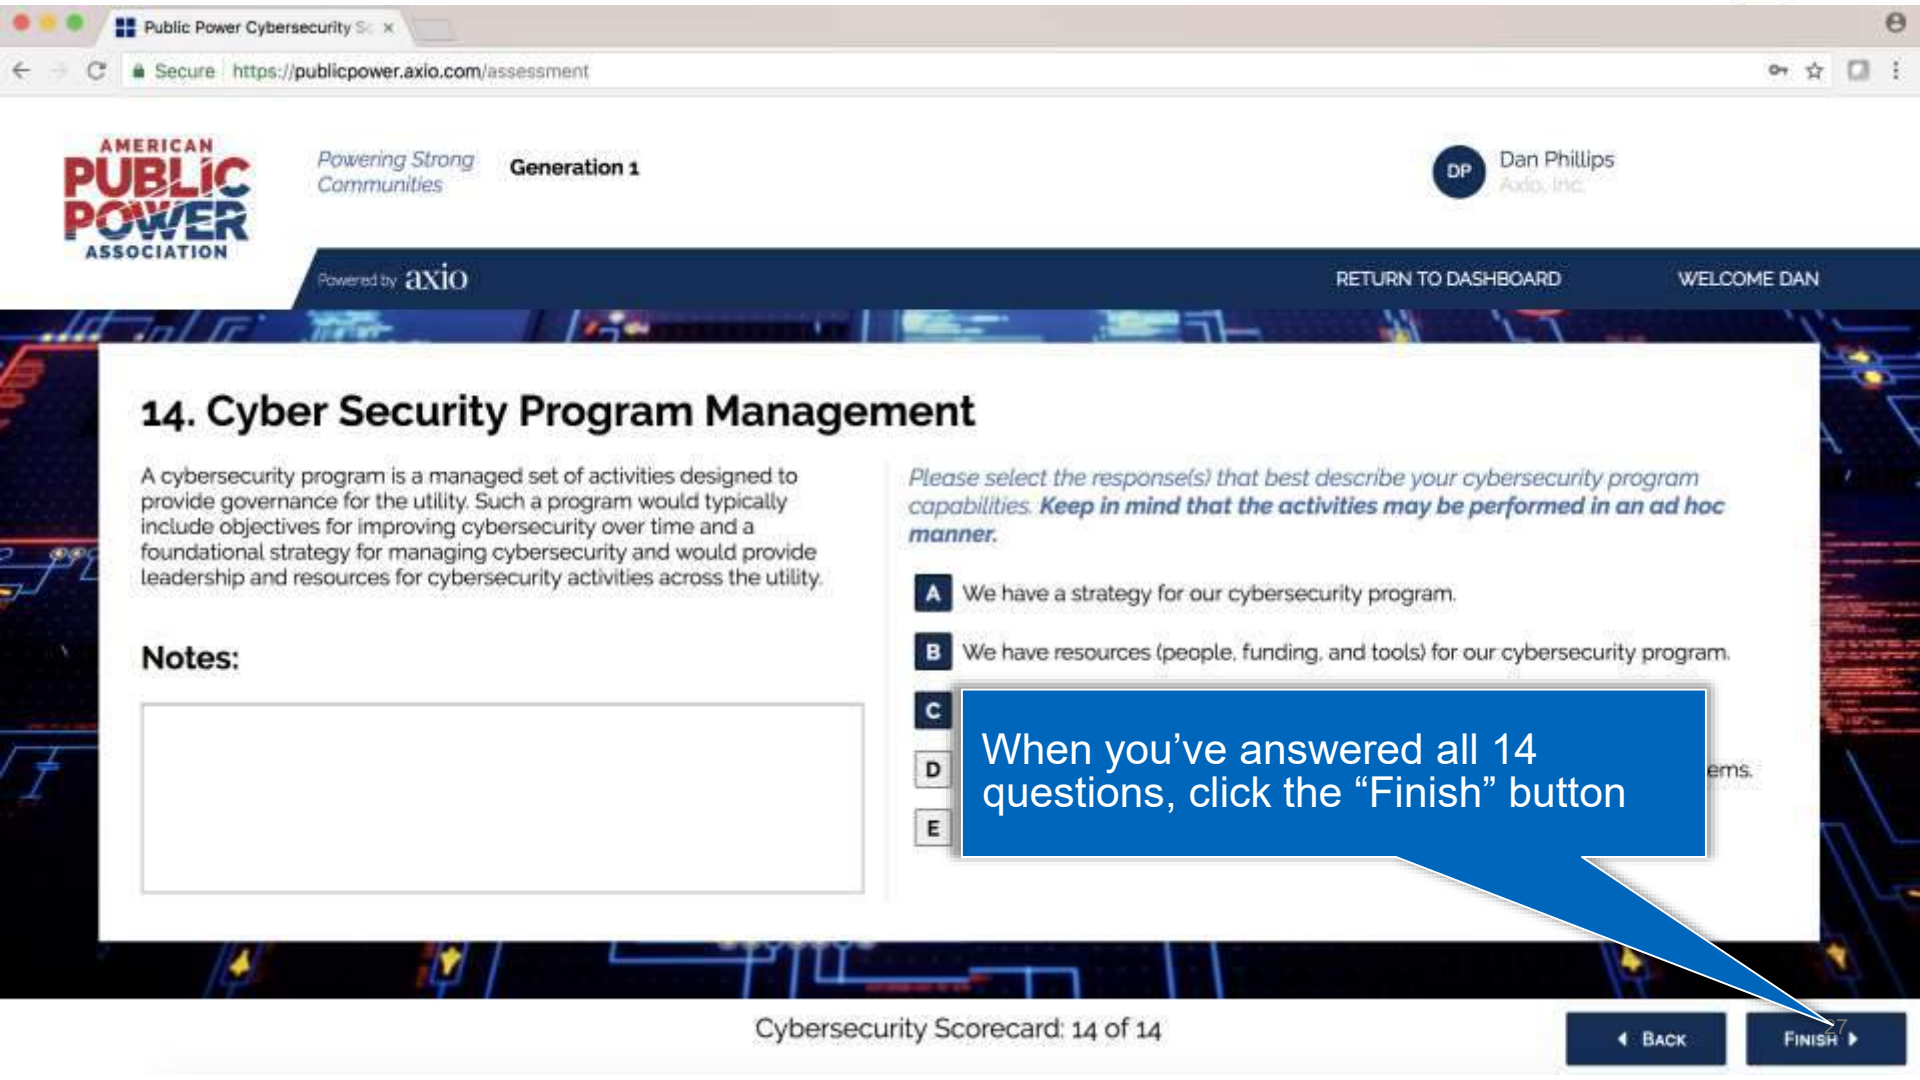 Public Power Cybersecurity Sc
Secure https://publicpower.axio.com/assessment
AMERICAN
PUBLIC
POWER
ASSOCIATION
Powering Strong
Communities
Generation 1
DP
Dan Phillips
Axio, Inc.
Powered by axio
RETURN TO DASHBOARD
WELCOME DAN
14. Cyber Security Program Management
A cybersecurity program is a managed set of activities designed to
provide governance for the utility. Such a program would typically
include objectives for improving cybersecurity over time and a
foundational strategy for managing cybersecurity and would provide
leadership and resources for cybersecurity activities across the utility.
Notes:
Please select the response(s) that best describe your cybersecurity program
capabilities. Keep in mind that the activities may be performed in an ad hoc
manner.
A We have a strategy for our cybersecurity program.
B We have resources (people, funding, and tools) for our cybersecurity program.
C
D ems.
E
When you’ve answered all 14
questions, click the “Finish” button
Cybersecurity Scorecard: 14 of 14
BACK
FINISH
27